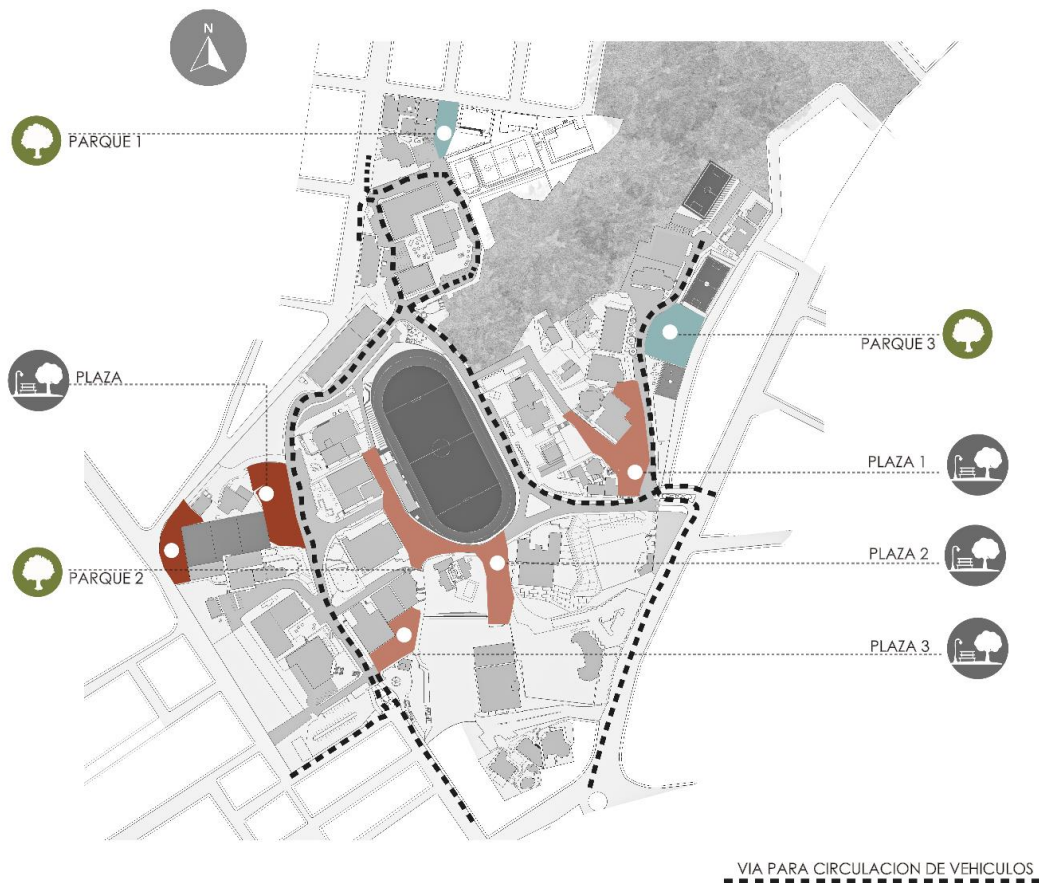 N
PARQUE 1
PARQUE 3
PLAZA
PLAZA 1
PLAZA 2
PARQUE 2
PLAZA 3
VIA PARA CIRCULACION DE VEHICULOS